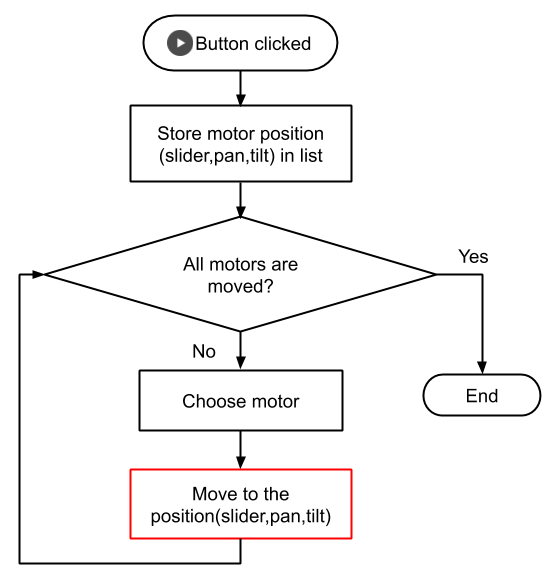 Button clicked
Store motor position
(slider,pan,tilt) in list
All motors are
moved?
Yes
No
Choose motor
End
Move to the
position(slider,pan,tilt)